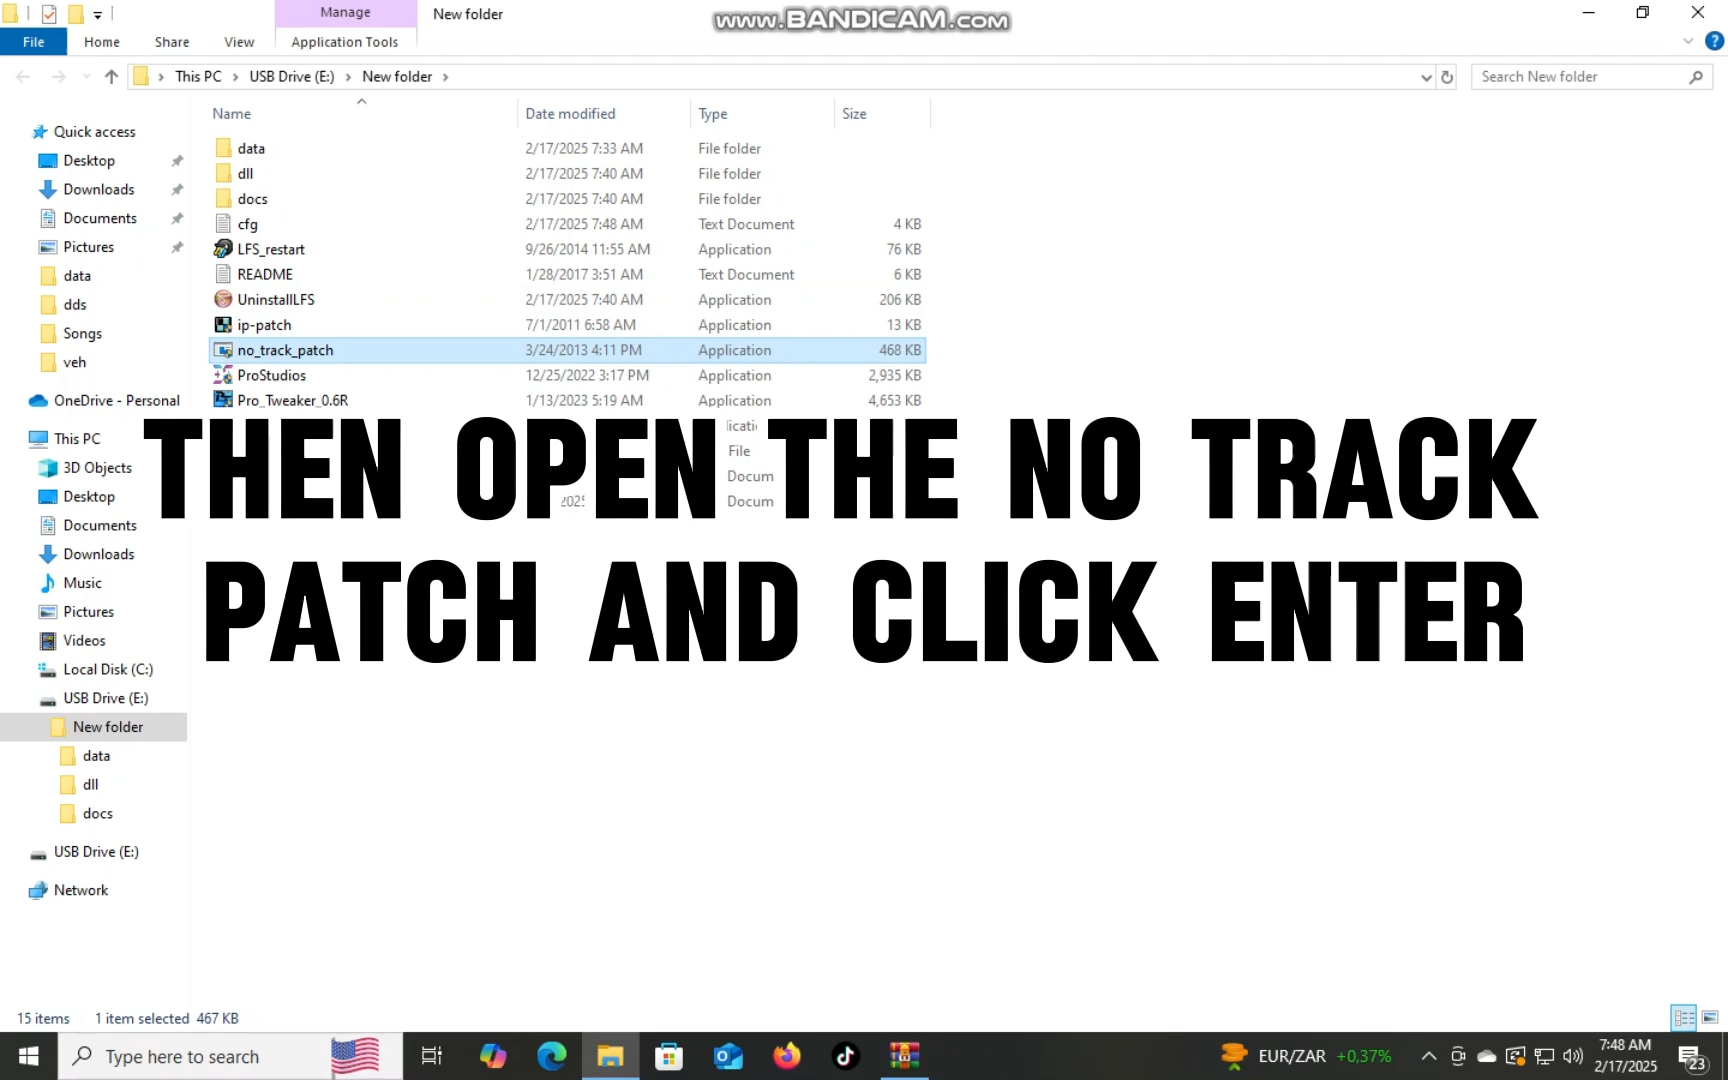 Manage
New folder
www.BANDICAM.com
File
Home
Share
View
Application Tools
This PC
USB Drive (E:)
New folder
Search New folder
Name
Date modified
Type
Size
Quick access
Desktop
Downloads
Documents
Pictures
data
dds
Songs
veh
OneDrive - Personal
This PC
3D Objects
Desktop
Documents
Downloads
Music
Pictures
Videos
Local Disk (C:)
USB Drive (E:)
New folder
data
dll
docs
USB Drive (E:)
Network
data 2/17/2025 7:33 AM File folder
dll 2/17/2025 7:40 AM File folder
docs 2/17/2025 7:40 AM File folder
cfg 2/17/2025 7:48 AM Text Document 4 KB
LFS_restart 9/26/2014 11:55 AM Application 76 KB
README 1/28/2017 3:51 AM Text Document 6 KB
UninstallLFS 2/17/2025 7:40 AM Application 206 KB
ip-patch 7/1/2011 6:58 AM Application 13 KB
no_track_patch 3/24/2013 4:11 PM Application 468 KB
ProStudios 12/25/2022 3:17 PM Application 2,935 KB
Pro_Tweaker_0.6R 1/13/2023 5:19 AM Application 4,653 KB
File
THEN OPEN THE NO TRACK
PATCH AND CLICK ENTER
15 items
1 item selected 467 KB
Type here to search
EUR/ZAR +0,37%
7:48 AM
2/17/2025
23